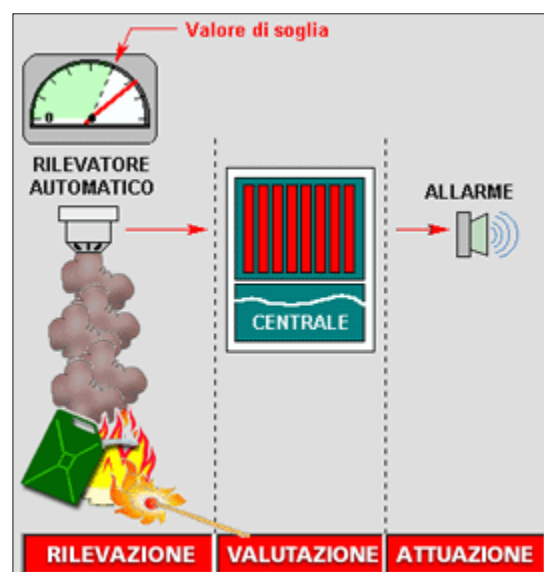 Valore di soglia
0
RILEVATORE
AUTOMATICO
ALLARME
CENTRALE
RILEVAZIONE
VALUTAZIONE
ATTUAZIONE